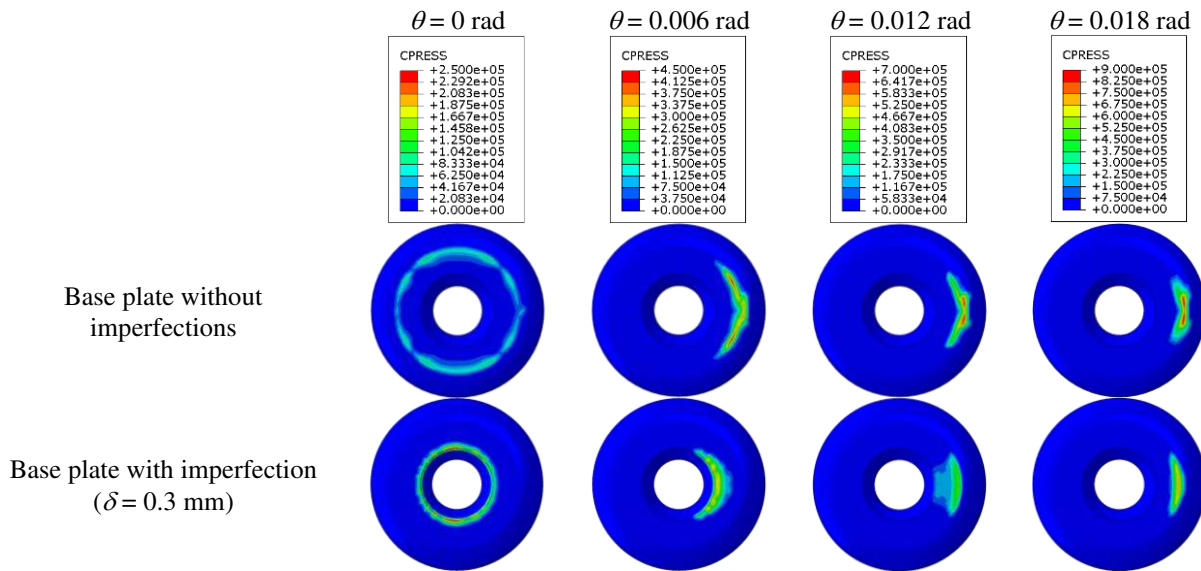 θ = 0 rad
θ = 0.006 rad
θ = 0.012 rad
θ = 0.018 rad
CPRESS
+2.500e+05
+2.292e+05
+2.083e+05
+1.875e+05
+1.667e+05
+1.458e+05
+1.250e+05
+1.042e+05
+8.333e+04
+6.250e+04
+4.167e+04
+2.083e+04
+0.000e+00
CPRESS
+4.500e+05
+4.125e+05
+3.750e+05
+3.375e+05
+3.000e+05
+2.625e+05
+2.250e+05
+1.875e+05
+1.500e+05
+1.125e+05
+7.500e+04
+3.750e+04
+0.000e+00
CPRESS
+7.000e+05
+6.417e+05
+5.833e+05
+5.250e+05
+4.667e+05
+4.083e+05
+3.500e+05
+2.917e+05
+2.333e+05
+1.750e+05
+1.167e+05
+5.833e+04
+0.000e+00
CPRESS
+9.000e+05
+8.250e+05
+7.500e+05
+6.750e+05
+6.000e+05
+5.250e+05
+4.500e+05
+3.750e+05
+3.000e+05
+2.250e+05
+1.500e+05
+7.500e+04
+0.000e+00
Base plate without
imperfections
Base plate with imperfection
(δ = 0.3 mm)